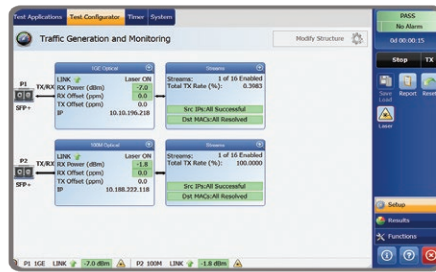 Test Applications Test Configurator Timer System
PASS
No Alarm
0d 00:00:15
Traffic Generation and Monitoring
Modify Structure
Stop TX
Save Load
Report
Reset
Laser
1GE Optical
LINK Laser ON
RX Power (dBm) -7.0
RX Offset (ppm) 0.0
TX Offset (ppm) 0.0
IP 10.10.196.218
P1
TX/RX
SFP+
Streams
Streams: 1 of 16 Enabled
Total TX Rate (%): 0.3983
Src IPs:All Successful
Dst MACs:All Resolved
100M Optical
LINK Laser ON
RX Power (dBm) -1.8
RX Offset (ppm) 0.0
TX Offset (ppm) 0.0
IP 10.188.222.118
P2
TX/RX
SFP+
Streams
Streams: 1 of 16 Enabled
Total TX Rate (%): 100.0000
Src IPs:All Successful
Dst MACs:All Resolved
Setup
Results
Functions
P1 1GE LINK -7.0 dBm P2 100M LINK -1.8 dBm